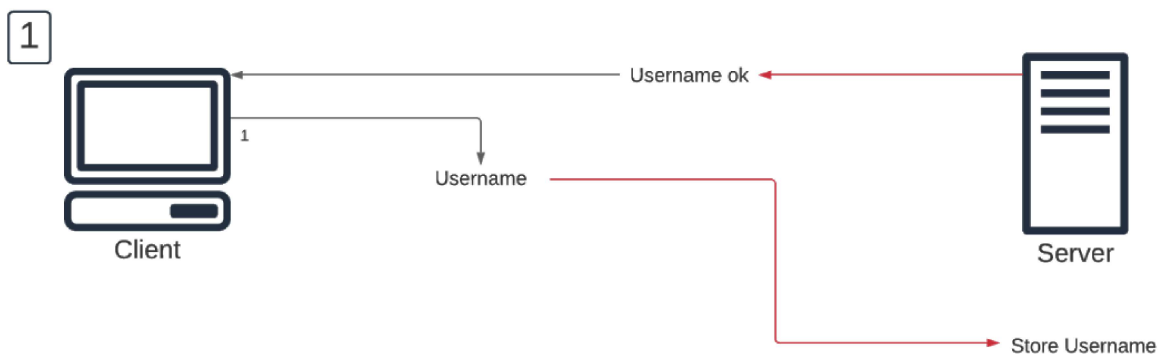 1
Username ok
1
Username
Client
Server
Store Username